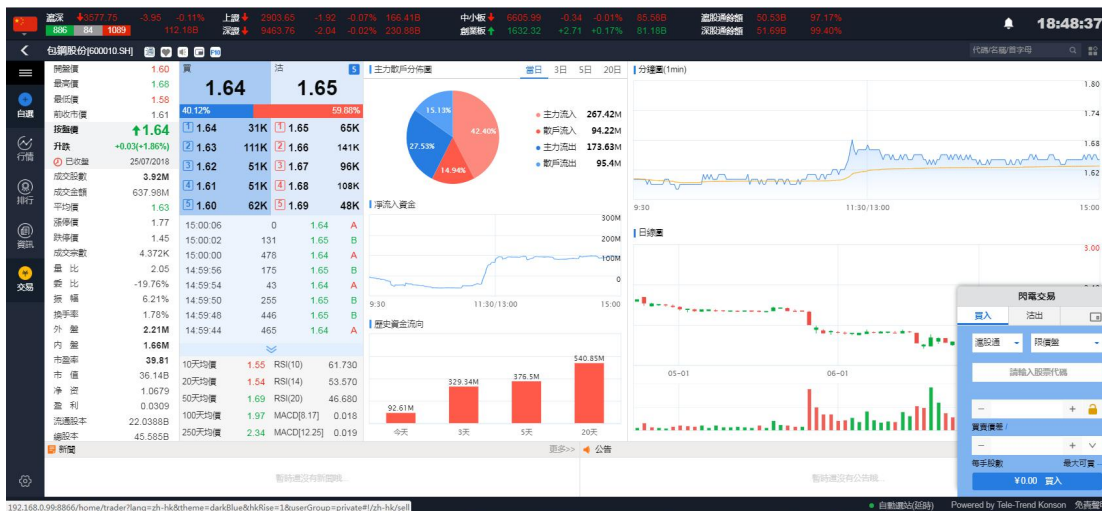 滬深 3577.75 -3.95 -0.11% 上證 2903.65 -1.92 -0.07% 166.41B 中小板 6605.99 -0.34 -0.01% 85.58B 滬股通餘額 50.53B 97.17%
886 84 1089 112.18B 深證 9463.76 -2.04 -0.02% 230.88B 創業板 1632.32 +2.71 +0.17% 81.18B 深股通餘額 51.69B 99.40%
18:48:37
包鋼股份[600010.SH] F10 代碼/名稱/首字母
自選
行情
排行
資訊
交易
開盤價 1.60
最高價 1.68
最低價 1.58
前收市價 1.61
按盤價 1.64
升跌 +0.03(+1.86%)
已收盤 25/07/2018
成交股數 3.92M
成交金額 637.98M
平均價 1.63
漲停價 1.77
跌停價 1.45
成交宗數 4.372K
量比 2.05
委比 -19.76%
振幅 6.21%
換手率 1.78%
外盤 2.21M
內盤 1.66M
市盈率 39.81
市值 36.14B
淨資 1.0679
盈利 0.0309
流通股本 22.0388B
總股本 45.585B
買 沽 5
1.64 1.65
40.12% 59.88%
1 1.64 31K 1 1.65 65K
2 1.63 111K 2 1.66 141K
3 1.62 51K 3 1.67 96K
4 1.61 51K 4 1.68 108K
5 1.60 62K 5 1.69 48K
15:00:06 0 1.64 A
15:00:02 131 1.65 B
15:00:00 478 1.64 A
14:59:56 175 1.65 B
14:59:54 43 1.64 A
14:59:50 255 1.65 B
14:59:48 446 1.65 B
14:59:44 465 1.64 A
10天均價 1.55 RSI(10) 61.730
20天均價 1.54 RSI(14) 53.570
50天均價 1.69 RSI(20) 46.680
100天均價 1.97 MACD[8.17] 0.018
250天均價 2.34 MACD[12.25] 0.019
主力散戶分佈圖 當日 3日 5日 20日
15.13%
42.40%
27.53%
14.94%
主力流入 267.42M
散戶流入 94.22M
主力流出 173.63M
散戶流出 95.4M
淨流入資金
300M
200M
100M
0
9:30 11:30/13:00 15:00
歷史資金流向
92.61M 329.34M 376.5M 540.85M
今天 3天 5天 20天
分鐘圖(1min)
1.80
1.74
1.68
1.62
9:30 11:30/13:00 15:00
日線圖
3.00
05-01 06-01
閃電交易
買入 沽出
滬股通 限價盤
請輸入股票代碼
− +
買賣價差 /
− +
每手股數 最大可買 --
¥0.00 買入
新聞 更多>> 公告
暫時還沒有新聞哦... 暫時還沒有公告哦...
192.168.0.99:8866/home/trader?lang=zh-hk&theme=darkBlue&hkRise=1&userGroup=private#!/zh-hk/sell
自動選站(延時) Powered by Tele-Trend Konson 免責聲